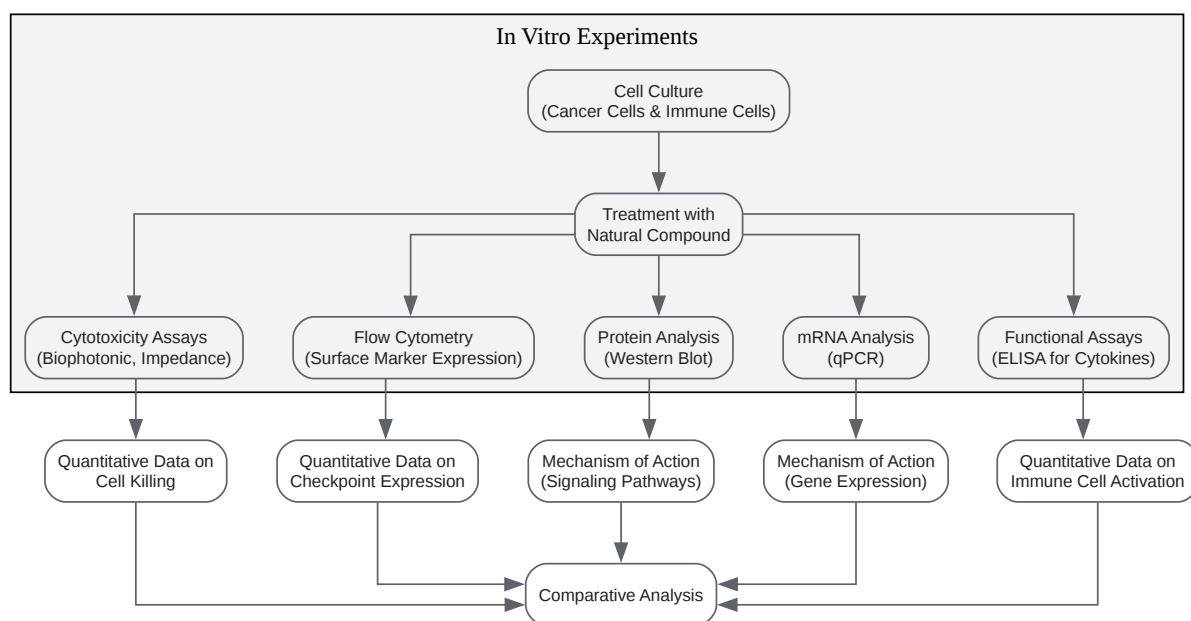 In Vitro Experiments
Cell Culture
(Cancer Cells & Immune Cells)
Treatment with
Natural Compound
Cytotoxicity Assays
(Biophotonic, Impedance)
Flow Cytometry
(Surface Marker Expression)
Protein Analysis
(Western Blot)
mRNA Analysis
(qPCR)
Functional Assays
(ELISA for Cytokines)
Quantitative Data on
Cell Killing
Quantitative Data on
Checkpoint Expression
Mechanism of Action
(Signaling Pathways)
Mechanism of Action
(Gene Expression)
Quantitative Data on
Immune Cell Activation
Comparative Analysis